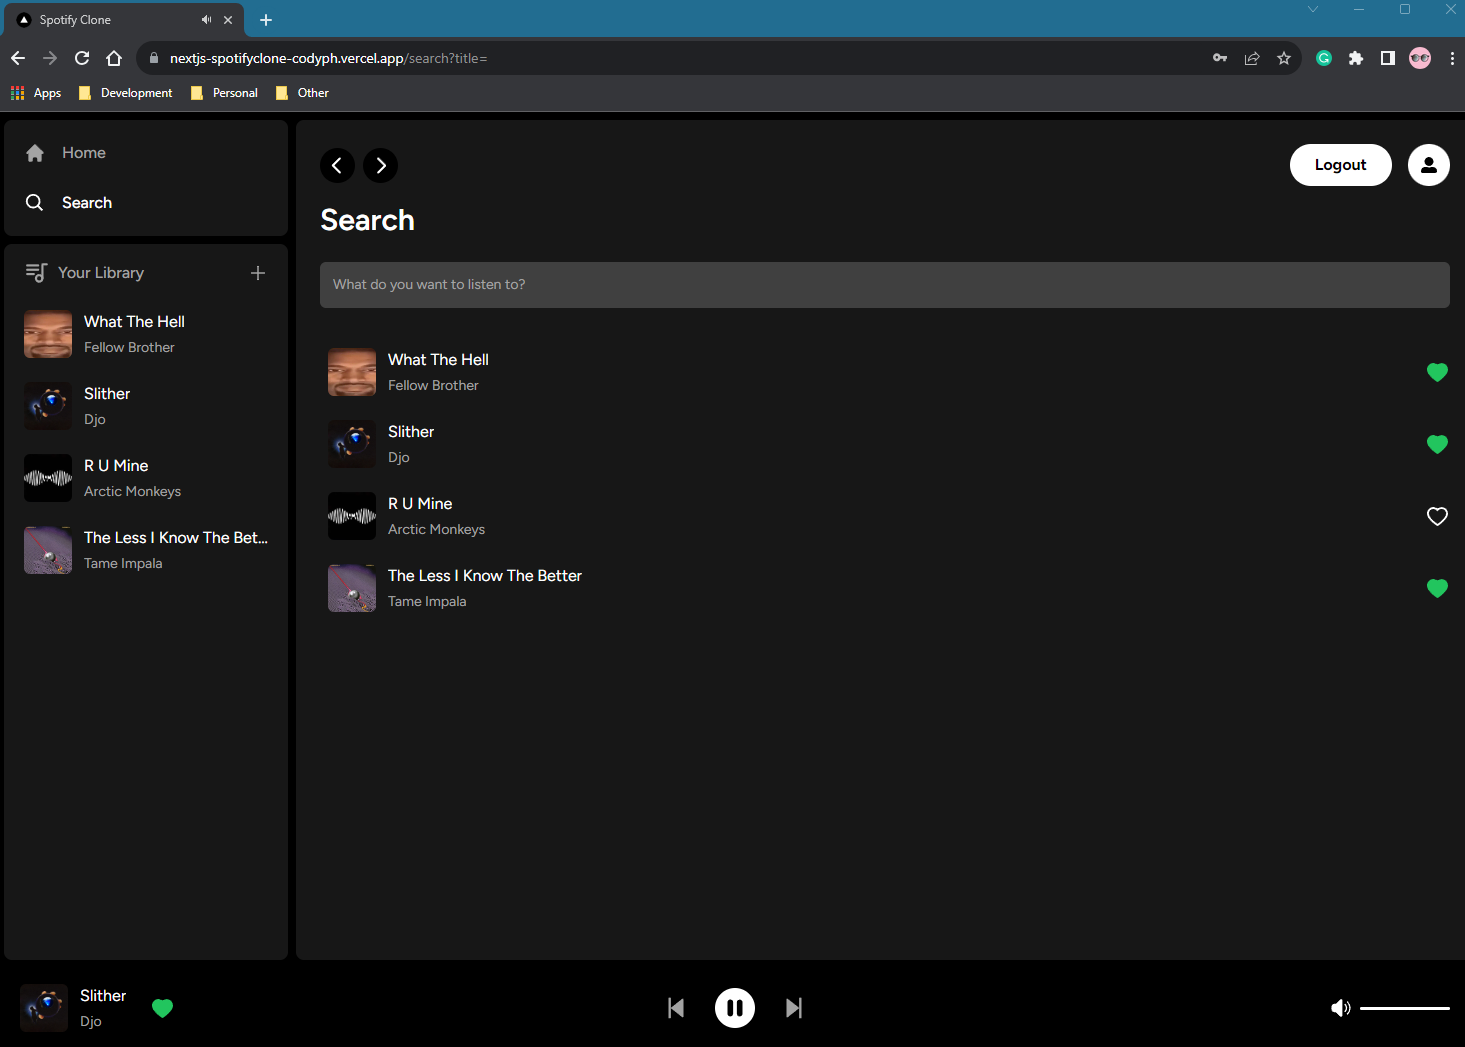 Spotify Clone
nextjs-spotifyclone-codyph.vercel.app/search?title=
Apps
Development
Personal
Other
Home
Search
Your Library
What The Hell
Fellow Brother
Slither
Djo
R U Mine
Arctic Monkeys
The Less I Know The Bet...
Tame Impala
Logout
Search
What do you want to listen to?
What The Hell
Fellow Brother
Slither
Djo
R U Mine
Arctic Monkeys
The Less I Know The Better
Tame Impala
Slither
Djo